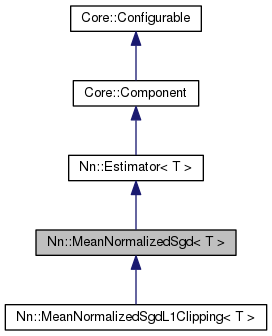 Core::Configurable
Core::Component
Nn::Estimator< T >
Nn::MeanNormalizedSgd< T >
Nn::MeanNormalizedSgdL1Clipping< T >